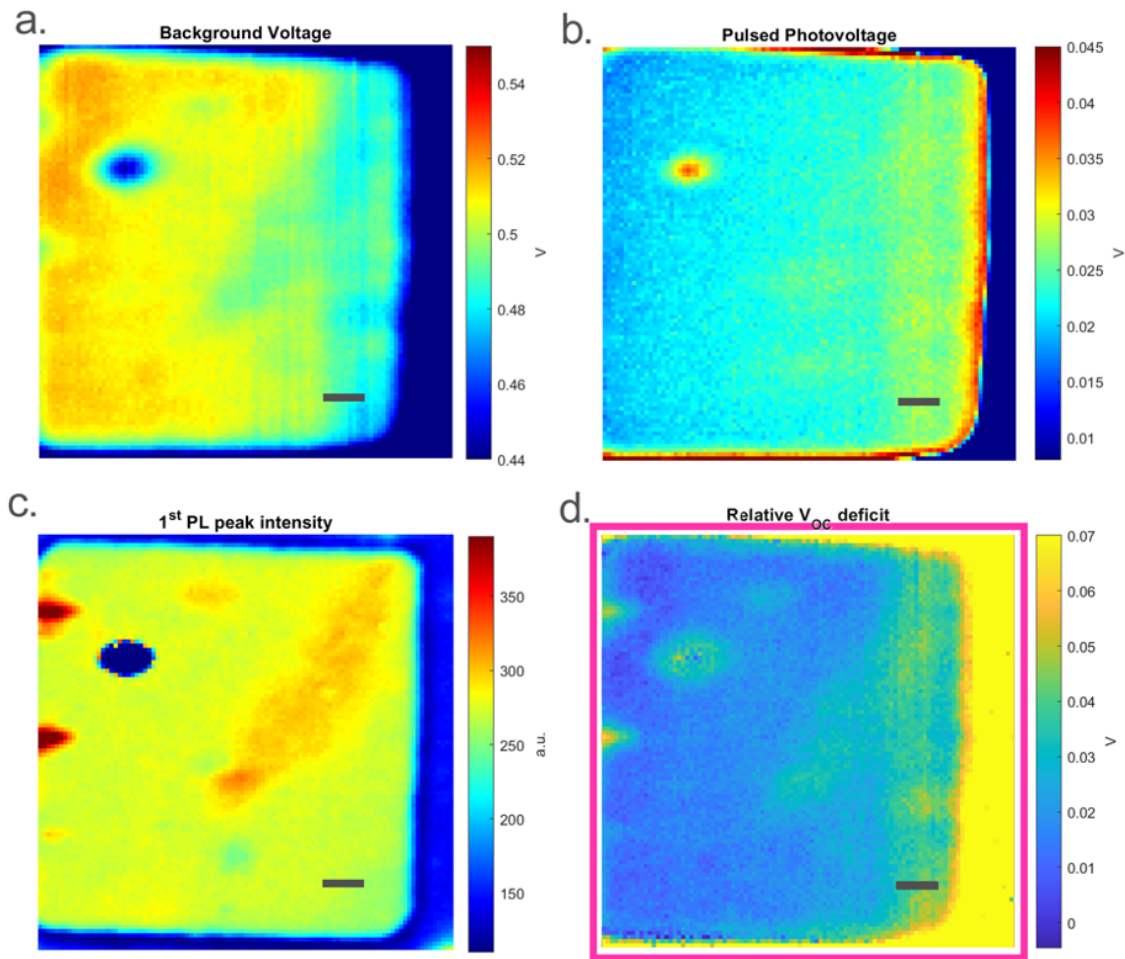 a.
Background Voltage
0.54
0.52
0.5
0.48
0.46
0.44
V
b.
Pulsed Photovoltage
0.045
0.04
0.035
0.03
0.025
0.02
0.015
0.01
V
c.
1st PL peak intensity
350
300
250
200
150
a.u.
d.
Relative VOC deficit
0.07
0.06
0.05
0.04
0.03
0.02
0.01
0
V